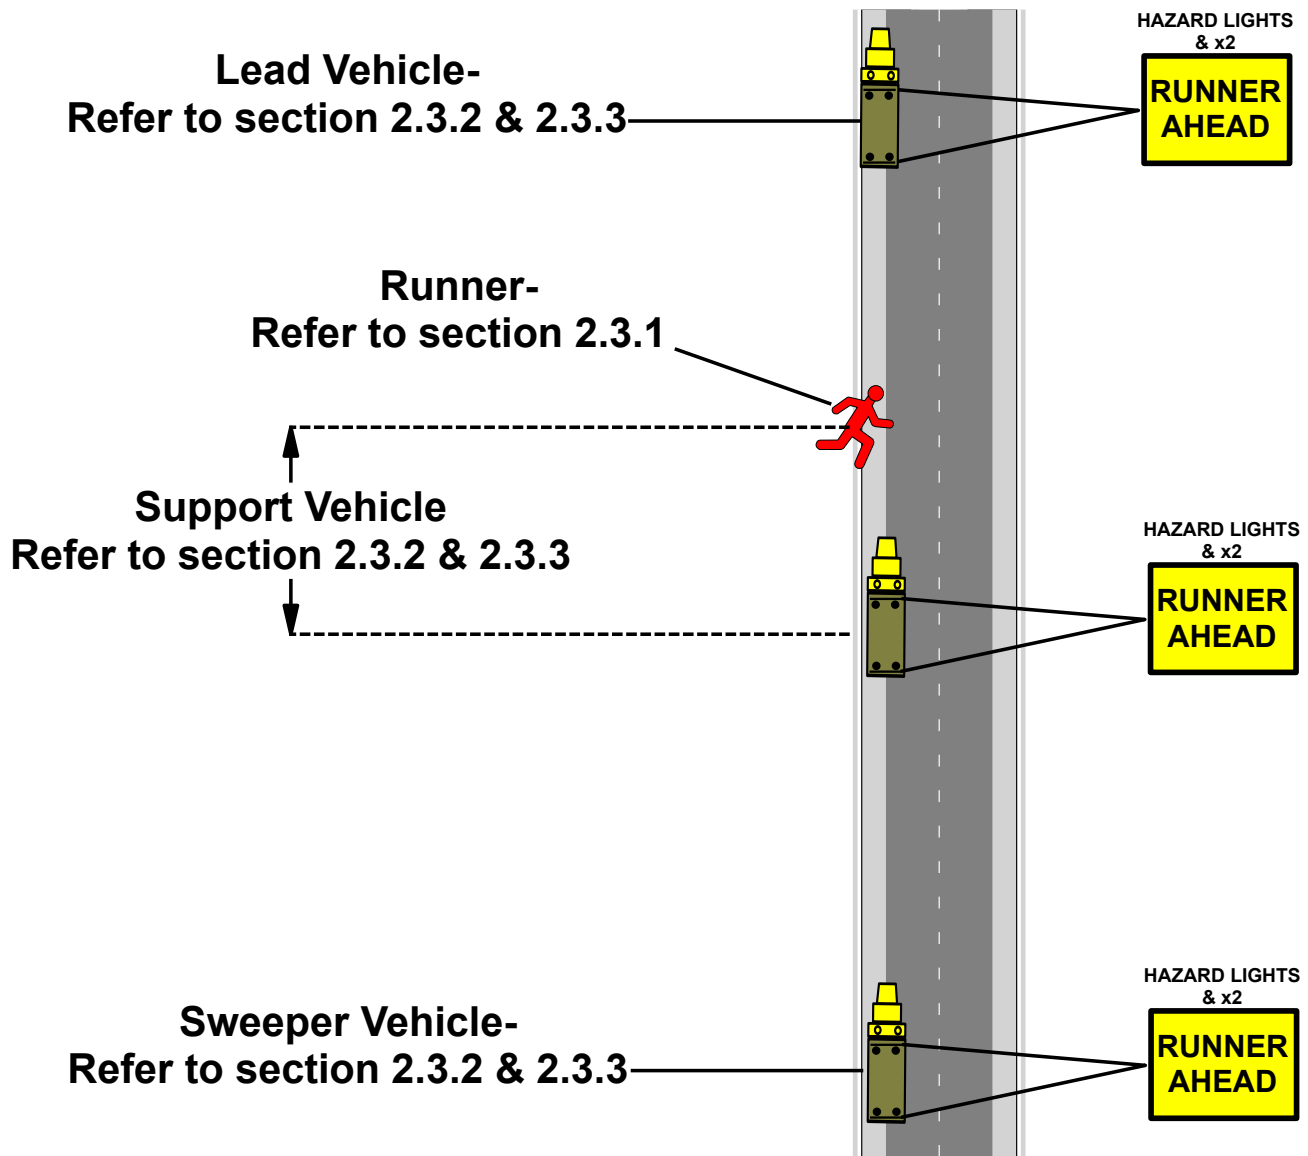 HAZARD LIGHTS
& x2
RUNNER
AHEAD
Lead Vehicle-
Refer to section 2.3.2 & 2.3.3
Runner-
Refer to section 2.3.1
Support Vehicle
Refer to section 2.3.2 & 2.3.3
HAZARD LIGHTS
& x2
RUNNER
AHEAD
Sweeper Vehicle-
Refer to section 2.3.2 & 2.3.3
HAZARD LIGHTS
& x2
RUNNER
AHEAD